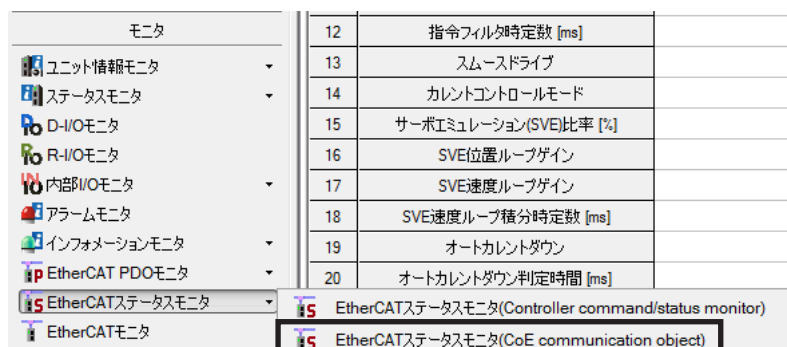 モニタ
ユニット情報モニタ
ステータスモニタ
D-I/Oモニタ
R-I/Oモニタ
内部I/Oモニタ
アラームモニタ
インフォメーションモニタ
EtherCAT PDOモニタ
EtherCATステータスモニタ
EtherCATモニタ
12 指令フィルタ時定数 [ms]
13 スムースドライブ
14 カレントコントロールモード
15 サーボエミュレーション(SVE)比率 [%]
16 SVE位置ループゲイン
17 SVE速度ループゲイン
18 SVE速度ループ積分時定数 [ms]
19 オートカレントダウン
20 オートカレントダウン判定時間 [ms]
EtherCATステータスモニタ(Controller command/status monitor)
EtherCATステータスモニタ(CoE communication object)